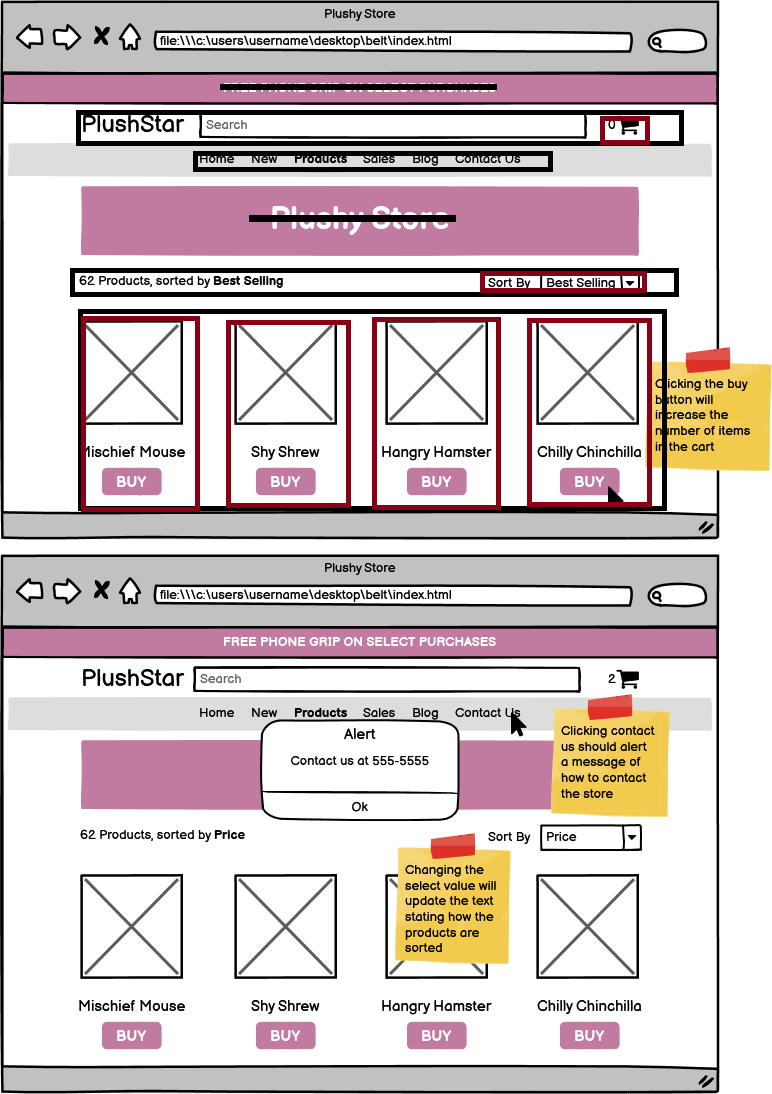 Plushy Store
file:\\\c:\users\username\desktop\belt\index.html
FREE PHONE GRIP ON SELECT PURCHASES
PlushStar Search 0
Home New Products Sales Blog Contact Us
Plushy Store
62 Products, sorted by Best Selling Sort By Best Selling
Mischief Mouse Shy Shrew Hangry Hamster Chilly Chinchilla
BUY BUY BUY BUY
Clicking the buy
button will
increase the
number of items
in the cart
Plushy Store
file:\\\c:\users\username\desktop\belt\index.html
FREE PHONE GRIP ON SELECT PURCHASES
PlushStar Search 2
Home New Products Sales Blog Contact Us
Alert
Contact us at 555-5555
Ok
Clicking contact
us should alert
a message of
how to contact
the store
62 Products, sorted by Price Sort By Price
Changing the
select value will
update the text
stating how the
products are
sorted
Mischief Mouse Shy Shrew Hangry Hamster Chilly Chinchilla
BUY BUY BUY BUY